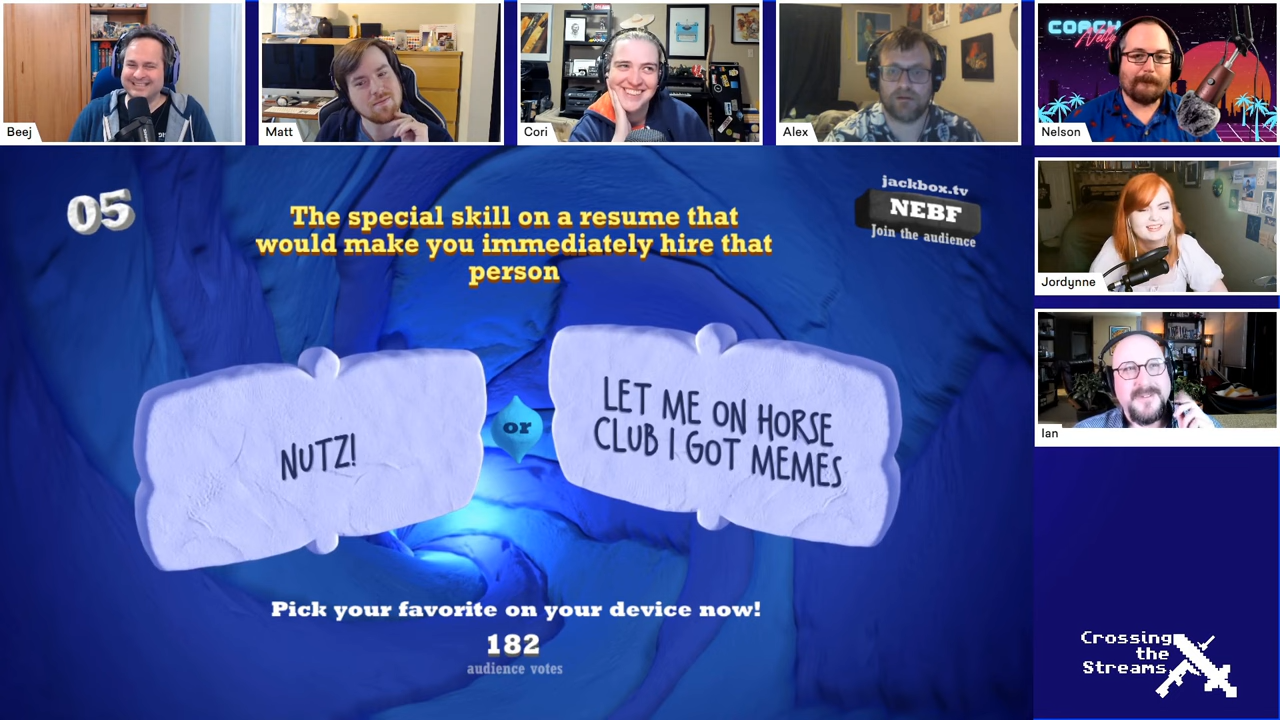 Beej
Matt
Cori
Alex
COACH
Nelly
Nelson
05
The special skill on a resume that
would make you immediately hire that
person
jackbox.tv
NEBF
Join the audience
Jordynne
NUTZ!
or
LET ME ON HORSE
CLUB I GOT MEMES
Ian
Pick your favorite on your device now!
182
audience votes
Crossing
the
Streams